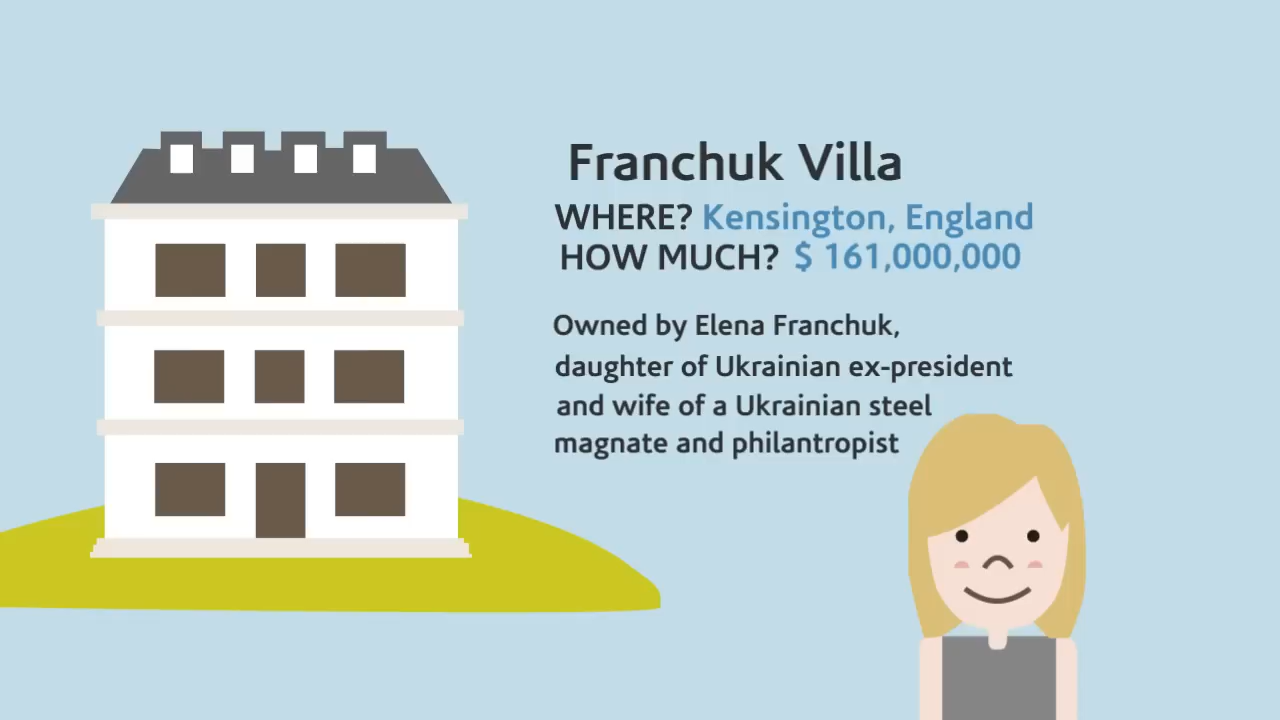 Franchuk Villa
WHERE? Kensington, England
HOW MUCH? $ 161,000,000
Owned by Elena Franchuk,
daughter of Ukrainian ex-president
and wife of a Ukrainian steel
magnate and philantropist